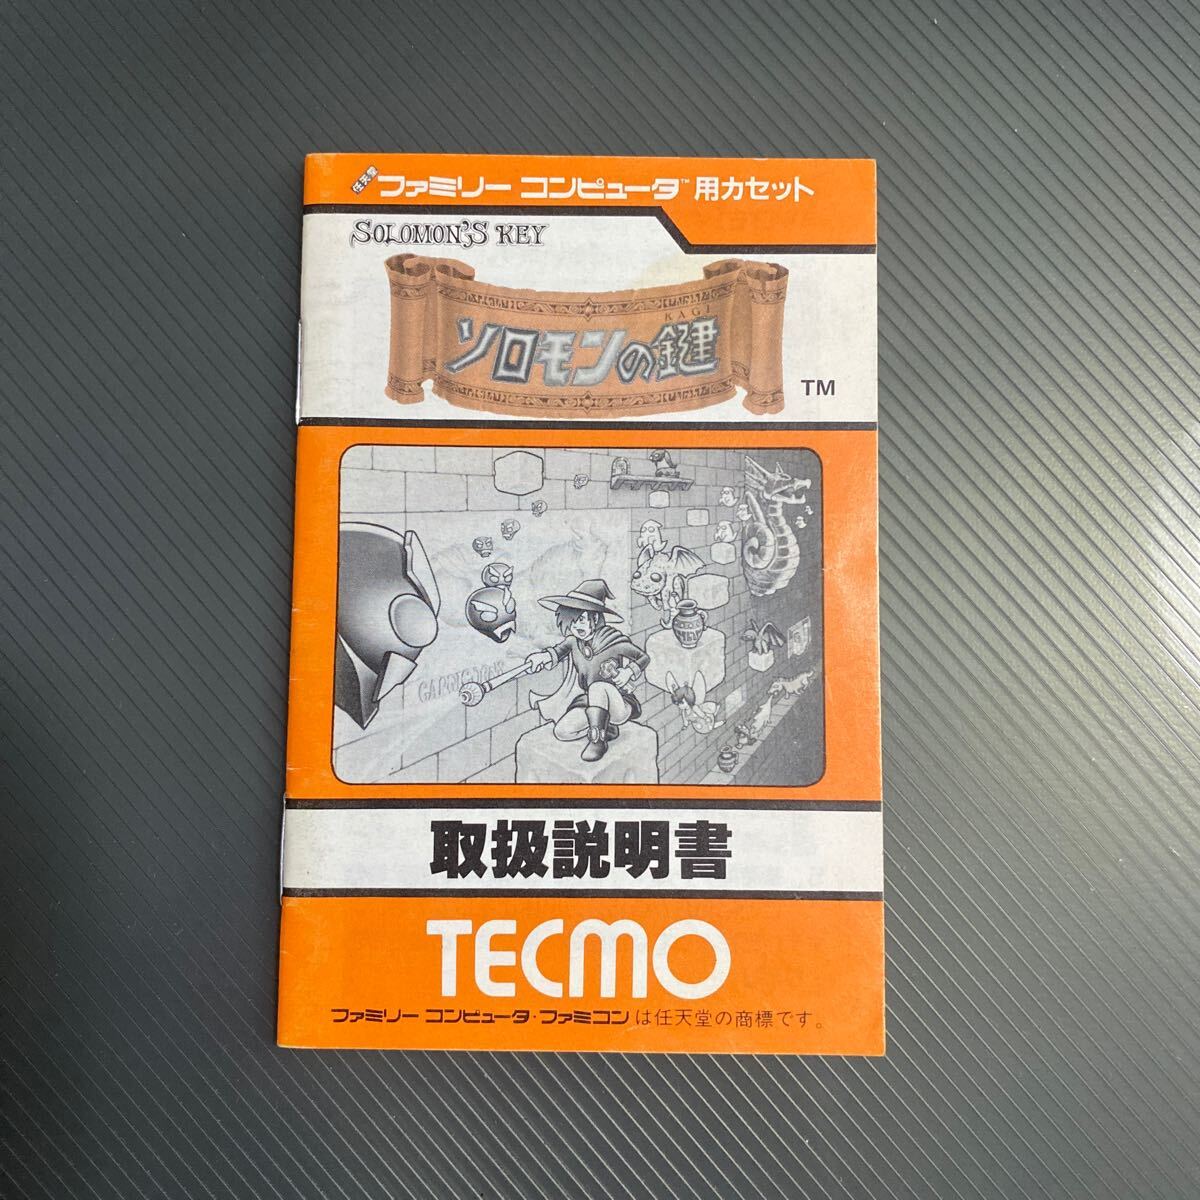 任天堂 ファミリー コンピュータ™用カセット
SOLOMON'S KEY
KAGI
ソロモンの鍵
TM
CAPRICORN
取扱説明書
TECMO
ファミリー コンピュータ・ファミコンは任天堂の商標です。